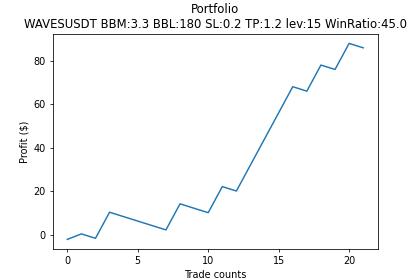 Portfolio
WAVESUSDT BBM:3.3 BBL:180 SL:0.2 TP:1.2 lev:15 WinRatio:45.0
80
60
40
20
0
Profit ($)
0 5 10 15 20
Trade counts